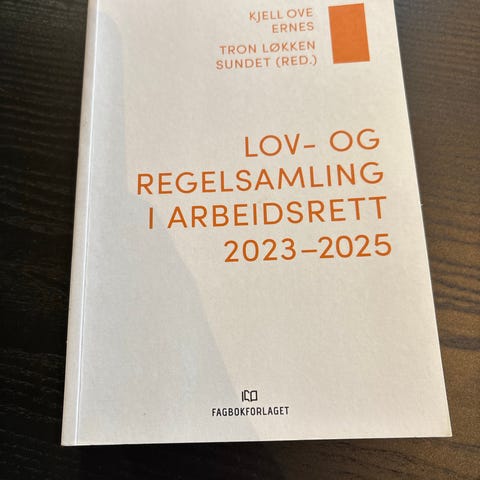 KJELL OVE
ERNES
TRON LØKKEN
SUNDET (RED.)
LOV- OG
REGELSAMLING
I ARBEIDSRETT
2023–2025
FAGBOKFORLAGET